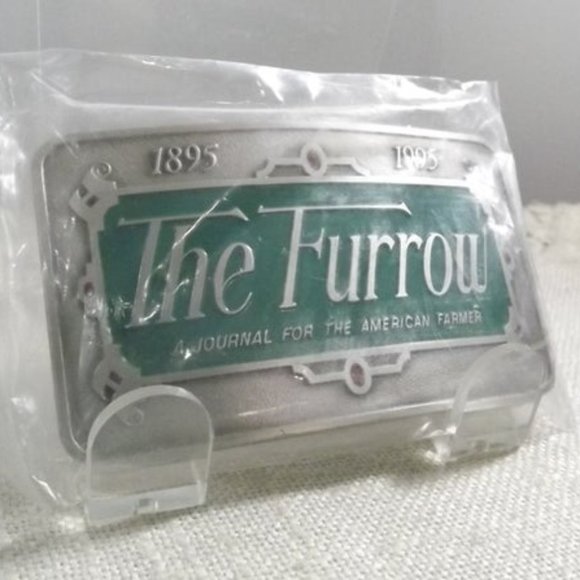 1895 1995
The Furrow
A JOURNAL FOR THE AMERICAN FARMER